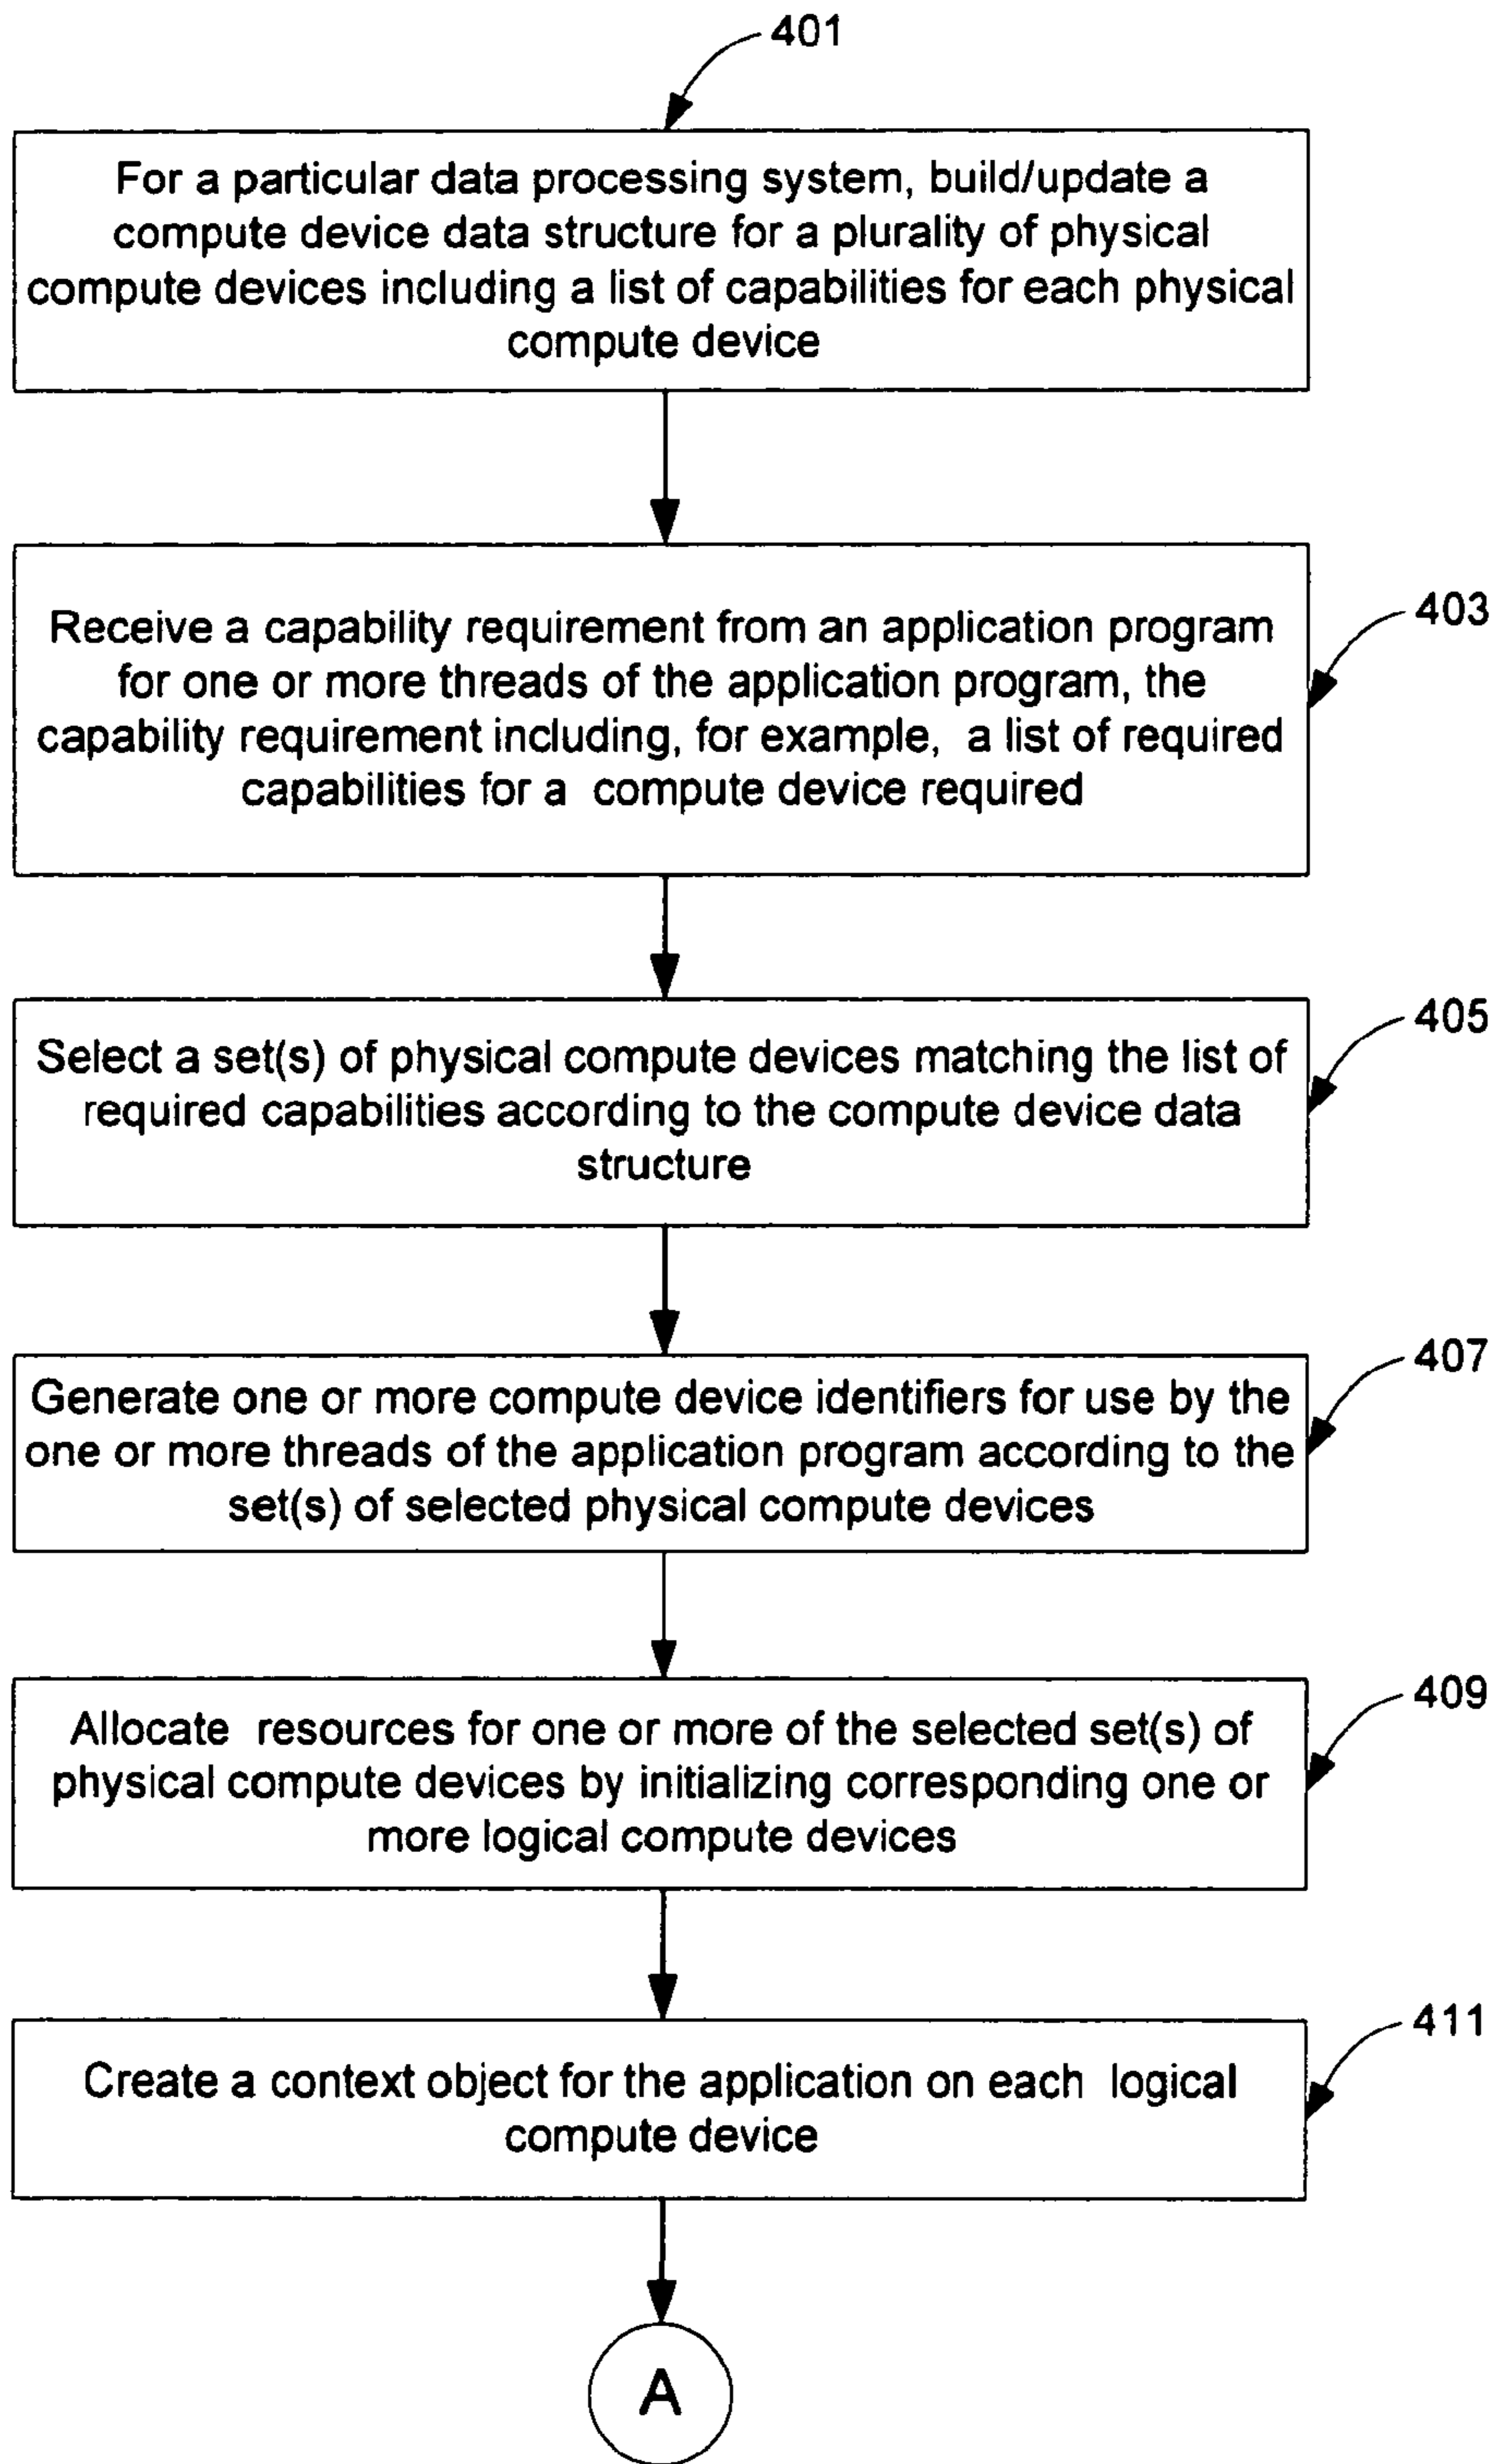 401
For a particular data processing system, build/update a
compute device data structure for a plurality of physical
compute devices including a list of capabilities for each physical
compute device
403
Receive a capability requirement from an application program
for one or more threads of the application program, the
capability requirement including, for example, a list of required
capabilities for a compute device required
405
Select a set(s) of physical compute devices matching the list of
required capabilities according to the compute device data
structure
407
Generate one or more compute device identifiers for use by the
one or more threads of the application program according to the
set(s) of selected physical compute devices
409
Allocate resources for one or more of the selected set(s) of
physical compute devices by initializing corresponding one or
more logical compute devices
411
Create a context object for the application on each logical
compute device
A